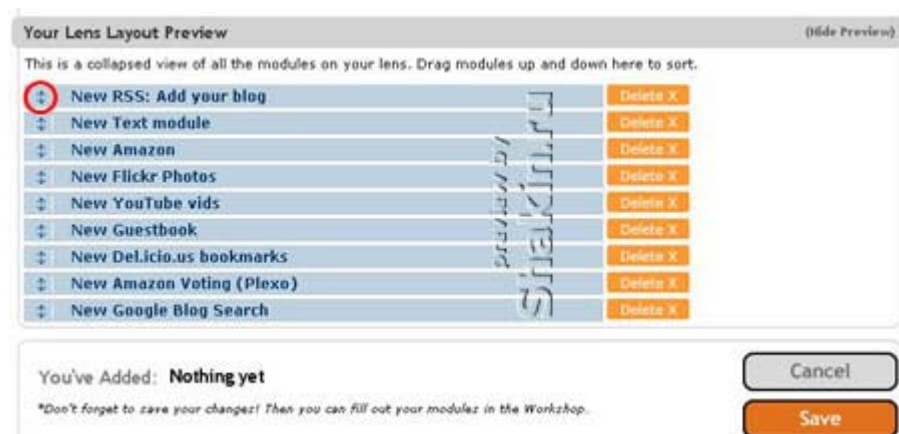 Your Lens Layout Preview (Hide Preview)
This is a collapsed view of all the modules on your lens. Drag modules up and down here to sort.
New RSS: Add your blog Delete X
New Text module Delete X
New Amazon Delete X
New Flickr Photos Delete X
New YouTube vids Delete X
New Guestbook Delete X
New Del.icio.us bookmarks Delete X
New Amazon Voting (Plexo) Delete X
New Google Blog Search Delete X
preview by
Shakin.ru
You've Added: Nothing yet
*Don't forget to save your changes! Then you can fill out your modules in the Workshop.
Cancel
Save